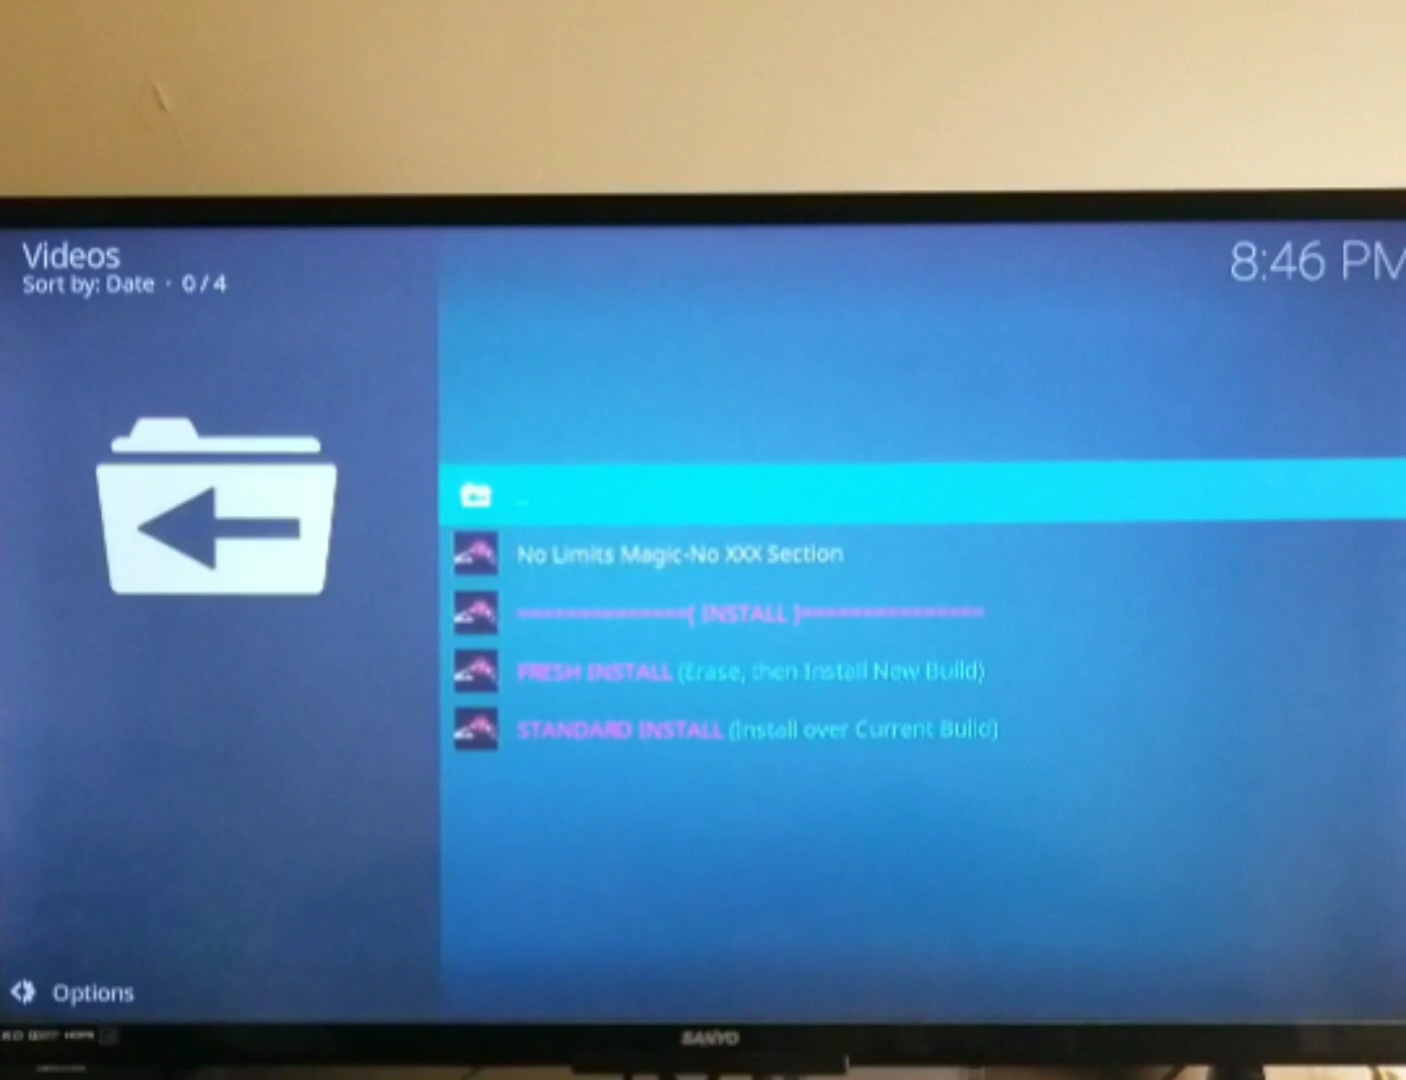 Videos
Sort by: Date · 0 / 4
8:46 PM
..
No Limits Magic-No XXX Section
===============[ INSTALL ]===============
FRESH INSTALL (Erase, then Install New Build)
STANDARD INSTALL (Install over Current Build)
Options
HDMI
SANYO